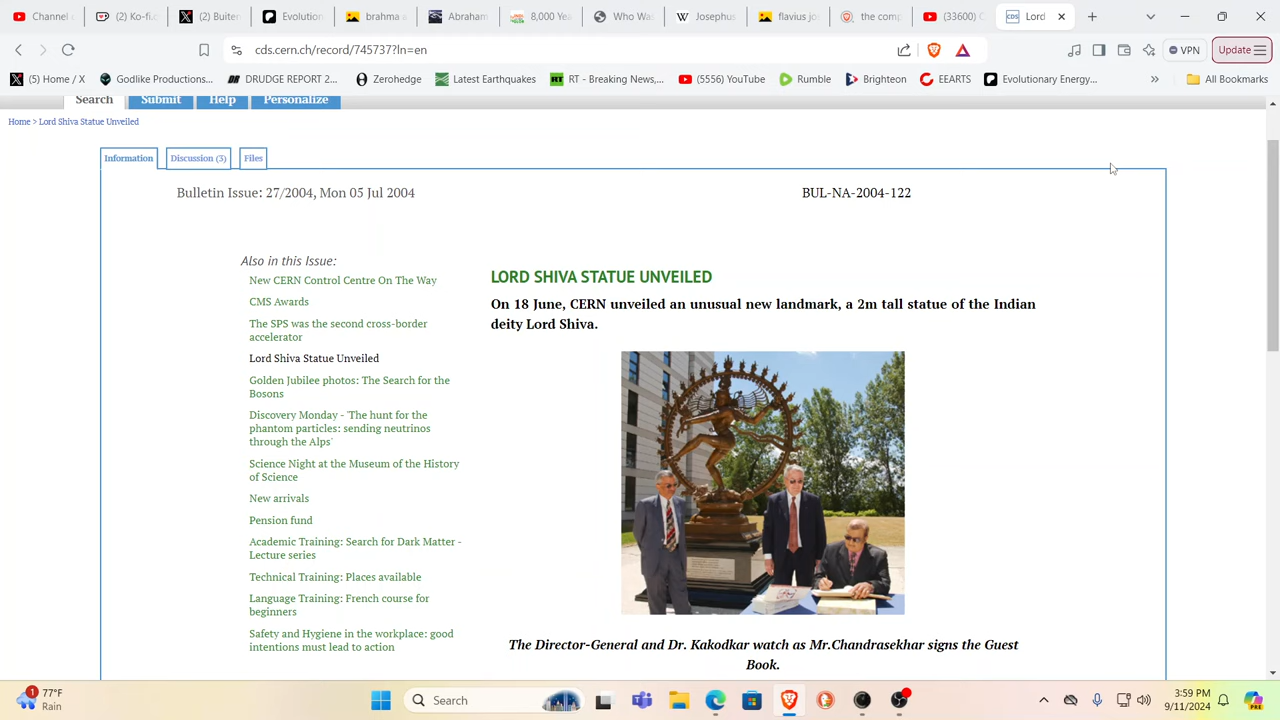 Channel
(2) Ko-fi
X (2) Buiten
Evolution
brahma a
Abraham
8,000 Yea
Who Was
W Josephus
flavius jo
the comp
(33600) C
CDS Lord
cds.cern.ch/record/745737?ln=en
VPN
Update
X (5) Home / X
Godlike Productions...
DRUDGE REPORT 2...
Zerohedge
Latest Earthquakes
RT RT - Breaking News,...
(5555) YouTube
Rumble
Brighteon
EEARTS
Evolutionary Energy...
All Bookmarks
Search
Submit
Help
Personalize
Home > Lord Shiva Statue Unveiled
Information
Discussion (3)
Files
Bulletin Issue: 27/2004, Mon 05 Jul 2004
BUL-NA-2004-122
Also in this Issue:
New CERN Control Centre On The Way
CMS Awards
The SPS was the second cross-border
accelerator
Lord Shiva Statue Unveiled
Golden Jubilee photos: The Search for the
Bosons
Discovery Monday - 'The hunt for the
phantom particles: sending neutrinos
through the Alps'
Science Night at the Museum of the History
of Science
New arrivals
Pension fund
Academic Training: Search for Dark Matter -
Lecture series
Technical Training: Places available
Language Training: French course for
beginners
Safety and Hygiene in the workplace: good
intentions must lead to action
LORD SHIVA STATUE UNVEILED
On 18 June, CERN unveiled an unusual new landmark, a 2m tall statue of the Indian
deity Lord Shiva.
The Director-General and Dr. Kakodkar watch as Mr.Chandrasekhar signs the Guest
Book.
1
77°F
Rain
Search
3:59 PM
9/11/2024
PRE